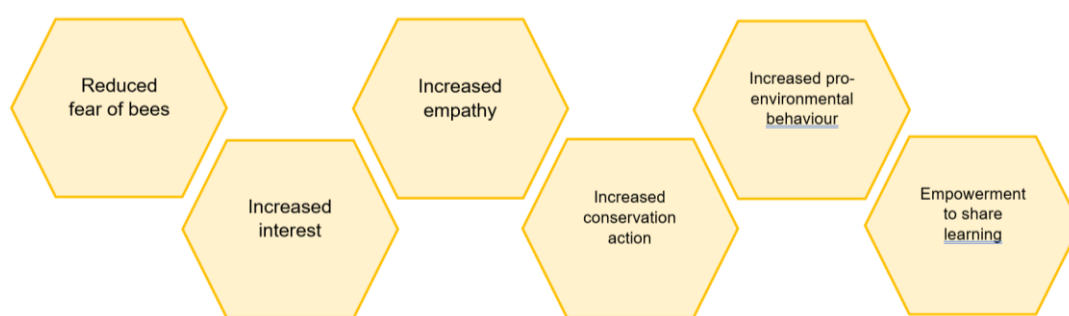 Reduced
fear of bees
Increased
interest
Increased
empathy
Increased
conservation
action
Increased pro-
environmental
behaviour
Empowerment
to share
learning